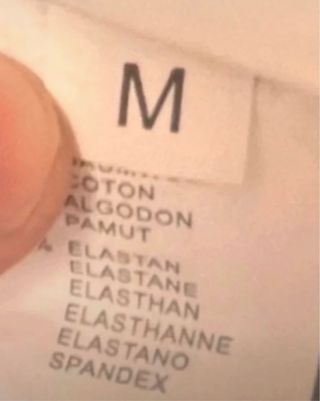 M
COTON
ALGODON
PAMUT
ELASTAN
ELASTANE
ELASTHAN
ELASTHANNE
ELASTANO
SPANDEX